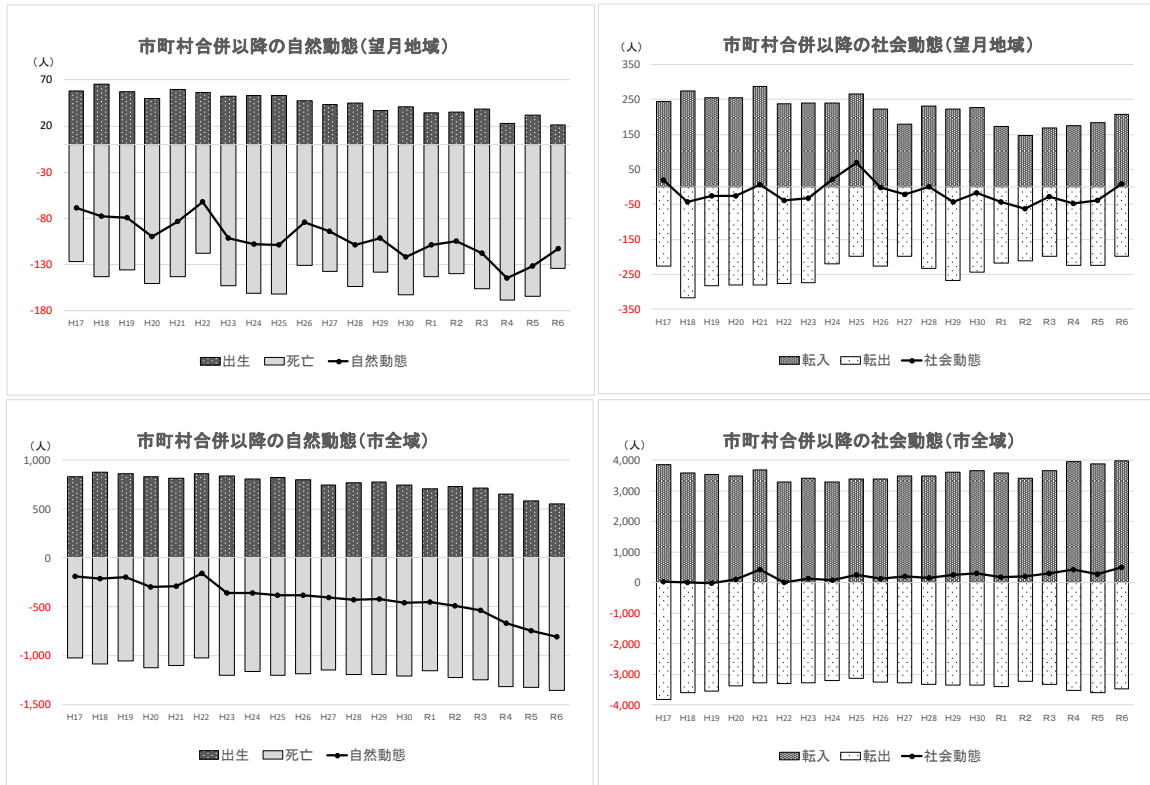 市町村合併以降の自然動態(望月地域)
(人)
70
20
-30
-80
-130
-180
H17 H18 H19 H20 H21 H22 H23 H24 H25 H26 H27 H28 H29 H30 R1 R2 R3 R4 R5 R6
出生 死亡 自然動態
市町村合併以降の社会動態(望月地域)
(人)
350
250
150
50
-50
-150
-250
-350
H17 H18 H19 H20 H21 H22 H23 H24 H25 H26 H27 H28 H29 H30 R1 R2 R3 R4 R5 R6
転入 転出 社会動態
市町村合併以降の自然動態(市全域)
(人)
1,000
500
0
-500
-1,000
-1,500
H17 H18 H19 H20 H21 H22 H23 H24 H25 H26 H27 H28 H29 H30 R1 R2 R3 R4 R5 R6
出生 死亡 自然動態
市町村合併以降の社会動態(市全域)
(人)
4,000
3,000
2,000
1,000
0
-1,000
-2,000
-3,000
-4,000
H17 H18 H19 H20 H21 H22 H23 H24 H25 H26 H27 H28 H29 H30 R1 R2 R3 R4 R5 R6
転入 転出 社会動態